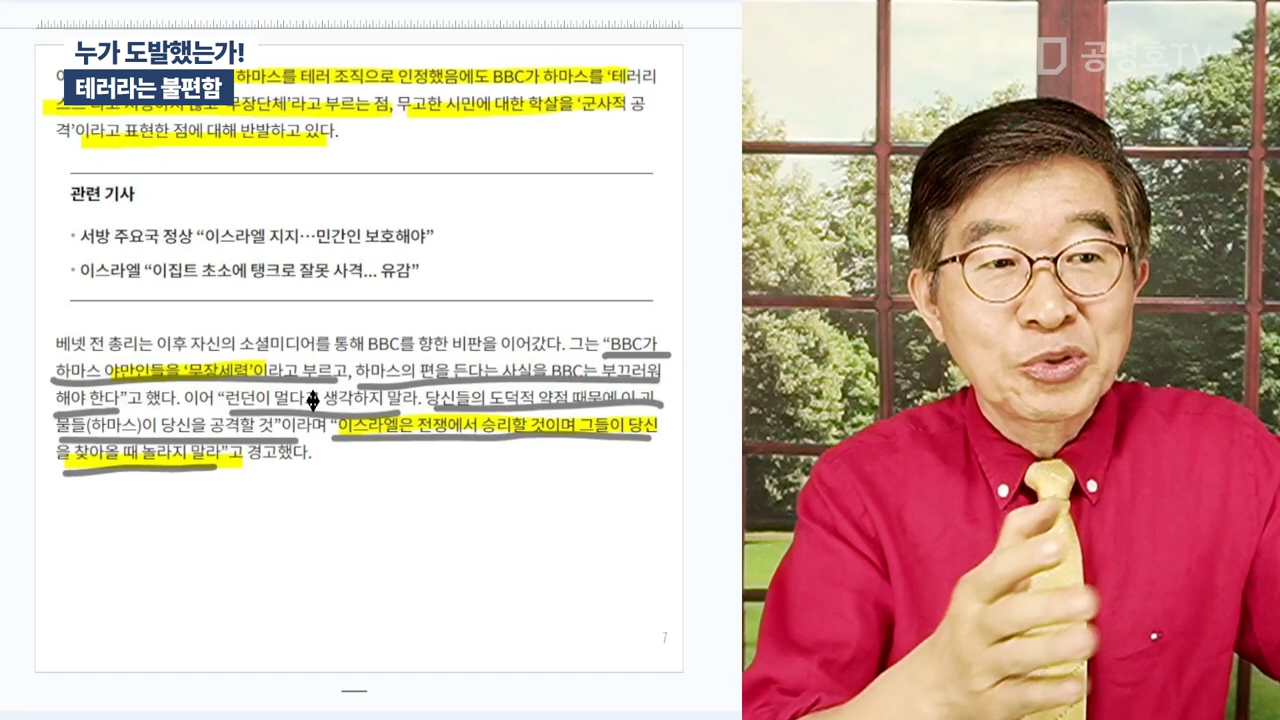 누가 도발했는가!
테러라는 불편함
하마스를 테러 조직으로 인정했음에도 BBC가 하마스를 ‘테러리
‘무장단체’라고 부르는 점, 무고한 시민에 대한 학살을 ‘군사적 공
격’이라고 표현한 점에 대해 반발하고 있다.
관련 기사
• 서방 주요국 정상 “이스라엘 지지…민간인 보호해야”
• 이스라엘 “이집트 초소에 탱크로 잘못 사격... 유감”
베넷 전 총리는 이후 자신의 소셜미디어를 통해 BBC를 향한 비판을 이어갔다. 그는 “BBC가
하마스 야만인들을 ‘무장세력’이라고 부르고, 하마스의 편을 든다는 사실을 BBC는 부끄러워
해야 한다”고 했다. 이어 “런던이 멀다 생각하지 말라. 당신들의 도덕적 약점 때문에 이 괴
물들(하마스)이 당신을 공격할 것”이라며 “이스라엘은 전쟁에서 승리할 것이며 그들이 당신
을 찾아올 때 놀라지 말라”고 경고했다.
7
공병호TV